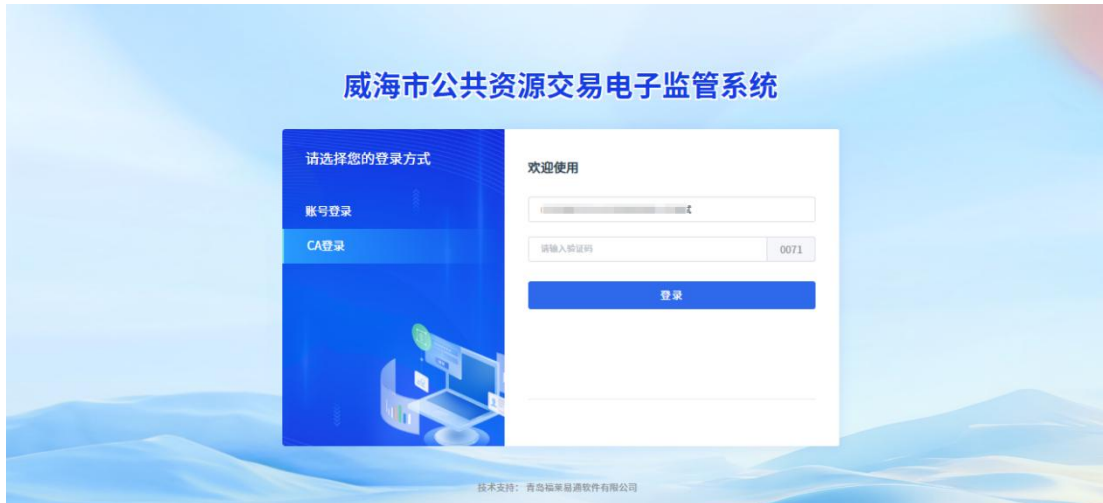 威海市公共资源交易电子监管系统
请选择您的登录方式
欢迎使用
账号登录
CA登录
请输入验证码
0071
登录
技术支持： 青岛福莱易通软件有限公司